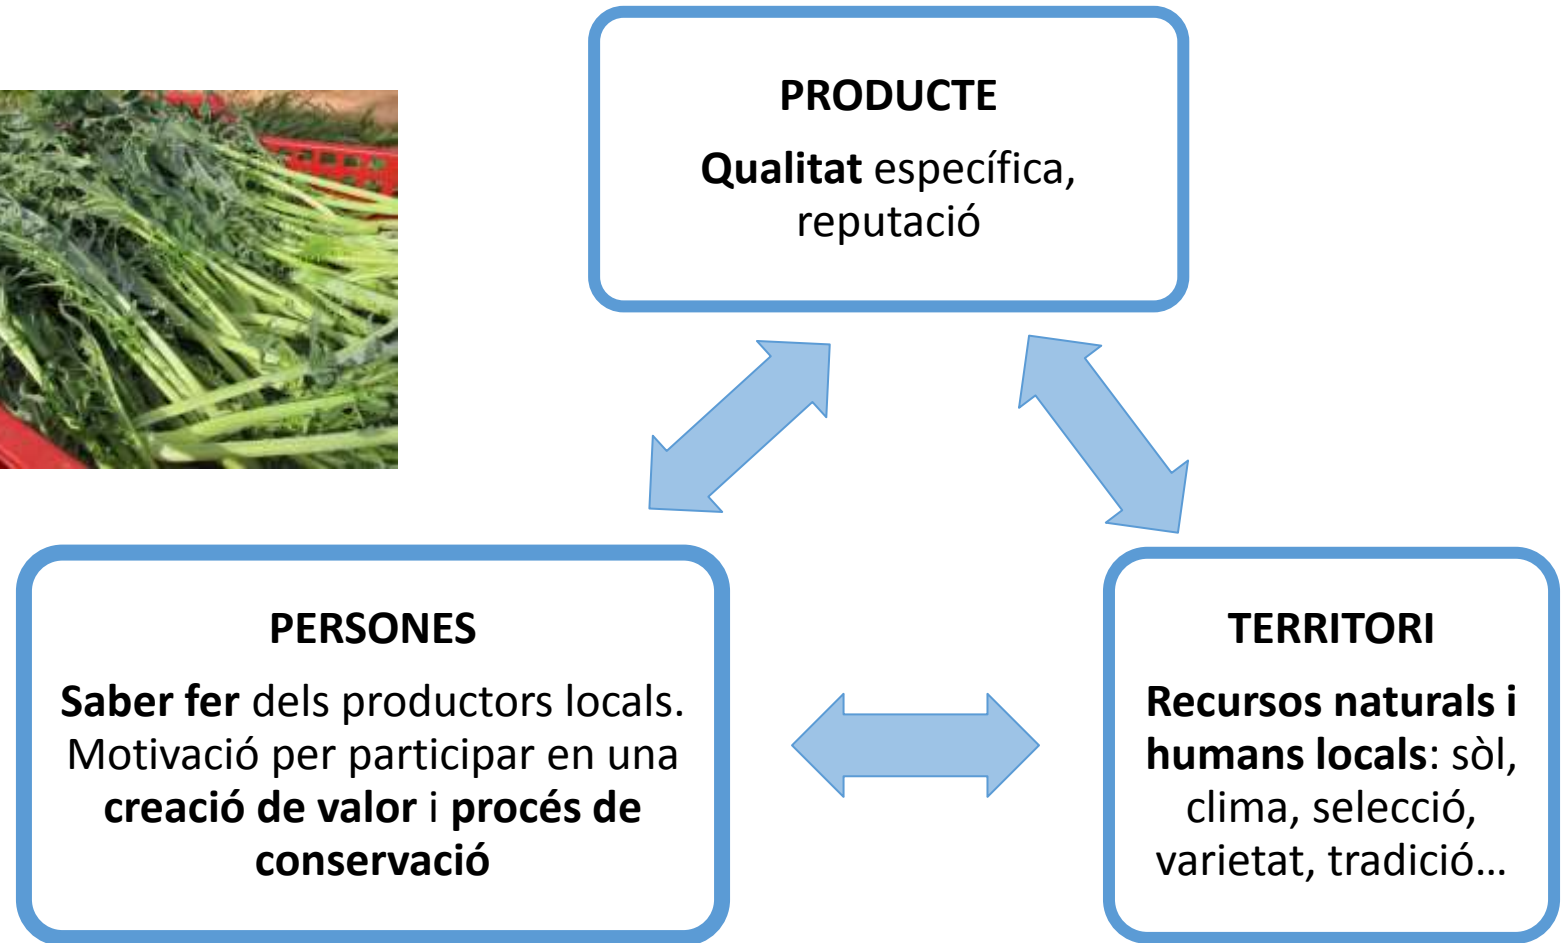 PRODUCTE
Qualitat específica,
reputació
PERSONES
Saber fer dels productors locals.
Motivació per participar en una
creació de valor i procés de
conservació
TERRITORI
Recursos naturals i
humans locals: sòl,
clima, selecció,
varietat, tradició…